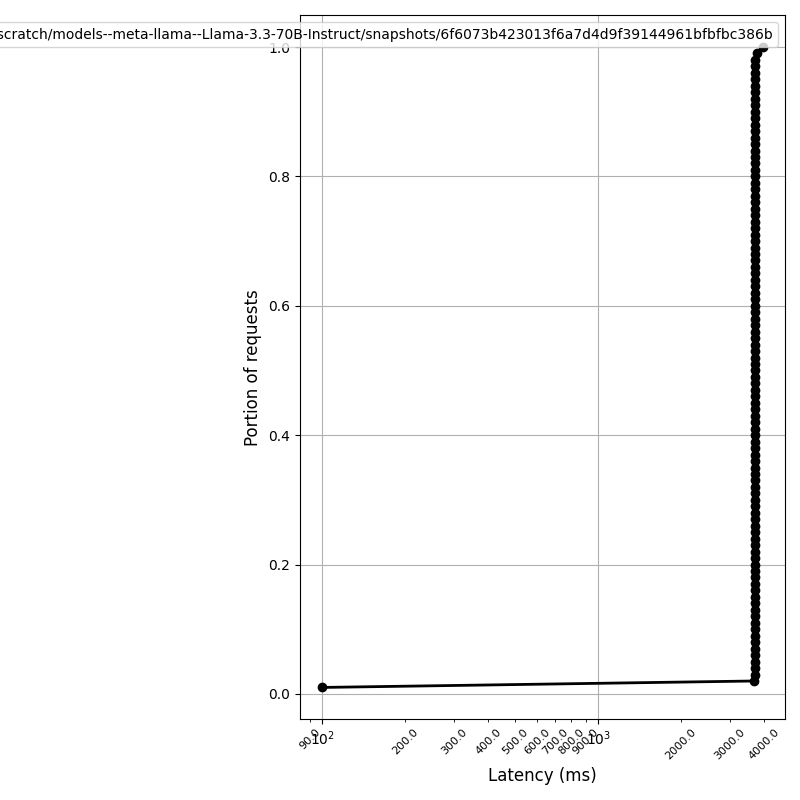 scratch/models--meta-llama--Llama-3.3-70B-Instruct/snapshots/6f6073b423013f6a7d4d9f39144961bfbfbc386b
1.0
0.8
0.6
0.4
0.2
0.0
Portion of requests
90.0 10² 200.0 300.0 400.0 500.0 600.0 700.0 800.0 900.0 10³ 2000.0 3000.0 4000.0
Latency (ms)